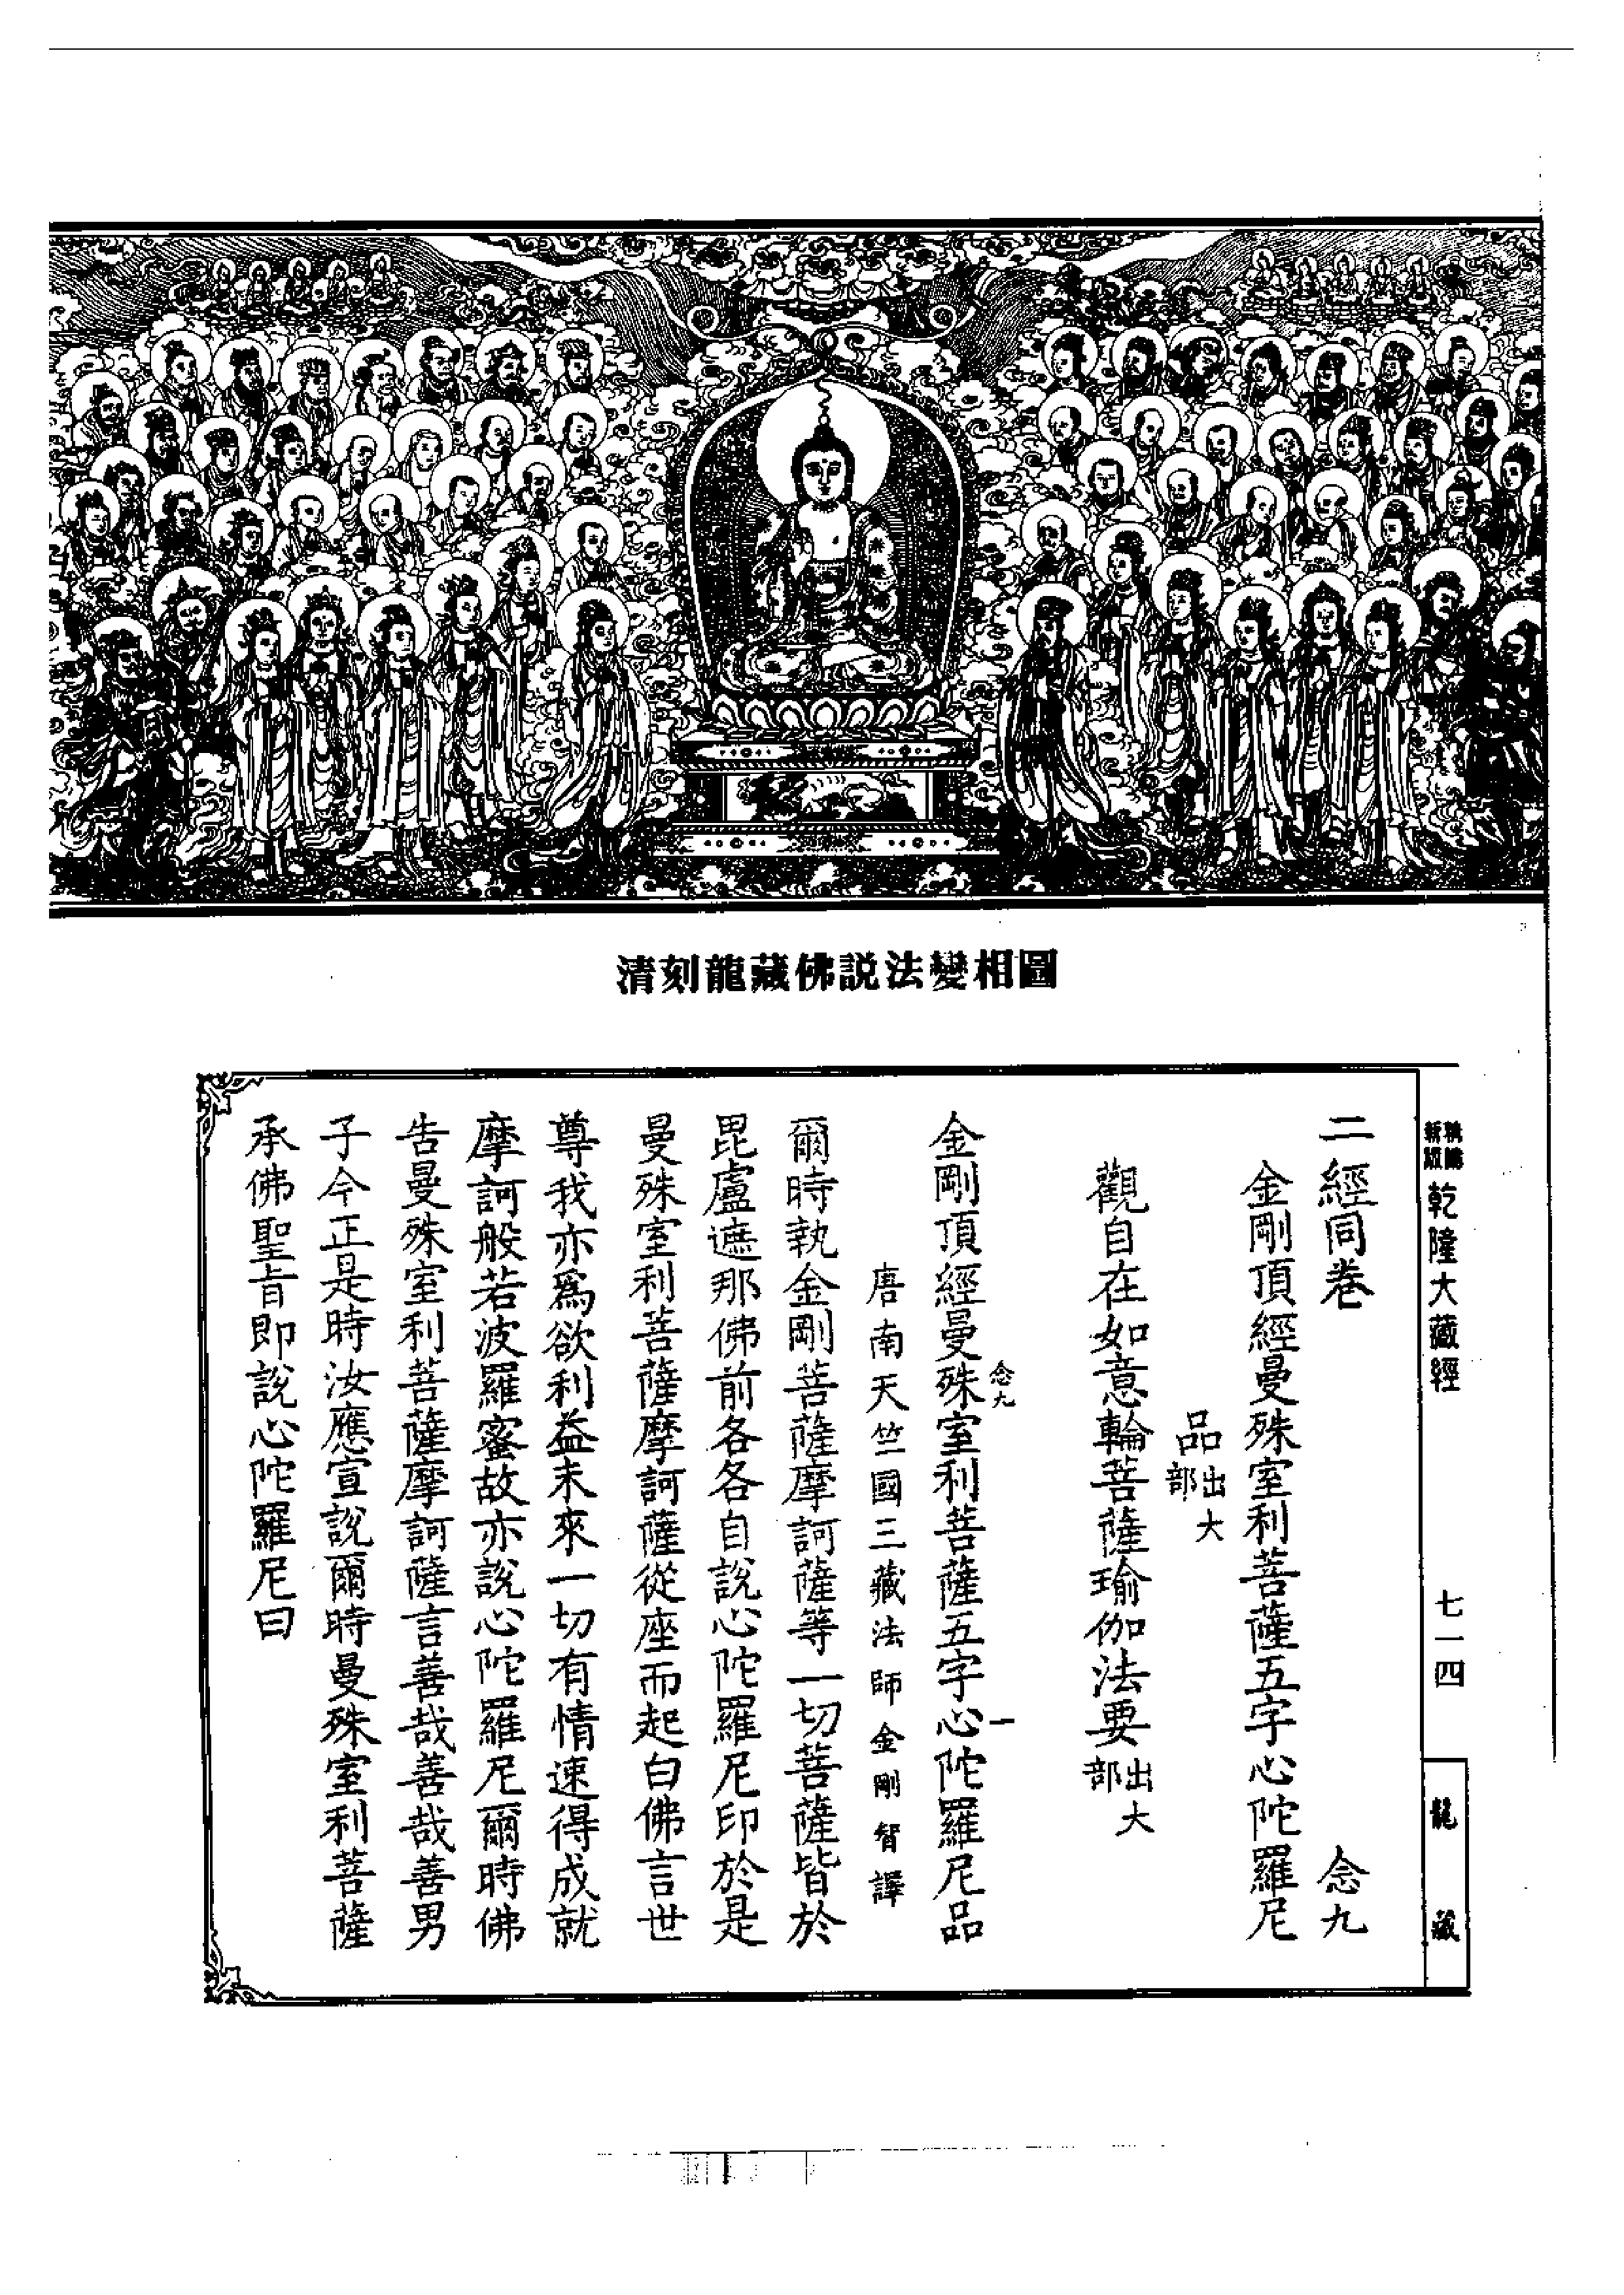 清刻龍藏佛説法變相圖
乾隆大藏經
七一四
龍藏
二經同卷 念九
金剛頂經曼殊室利菩薩五字心陀羅尼
品出大部
觀自在如意輪菩薩瑜伽法要出大部
念九 一
金剛頂經曼殊室利菩薩五字心陀羅尼品
唐南天竺國三藏法師金剛智譯
爾時執金剛菩薩摩訶薩等一切菩薩皆於
毘盧遮那佛前各各自說心陀羅尼印於是
曼殊室利菩薩摩訶薩從座而起白佛言世
尊我亦爲欲利益未來一切有情速得成就
摩訶般若波羅蜜故亦說心陀羅尼爾時佛
告曼殊室利菩薩摩訶薩言善哉善哉善男
子今正是時汝應宣說爾時曼殊室利菩薩
承佛聖旨即說心陀羅尼曰